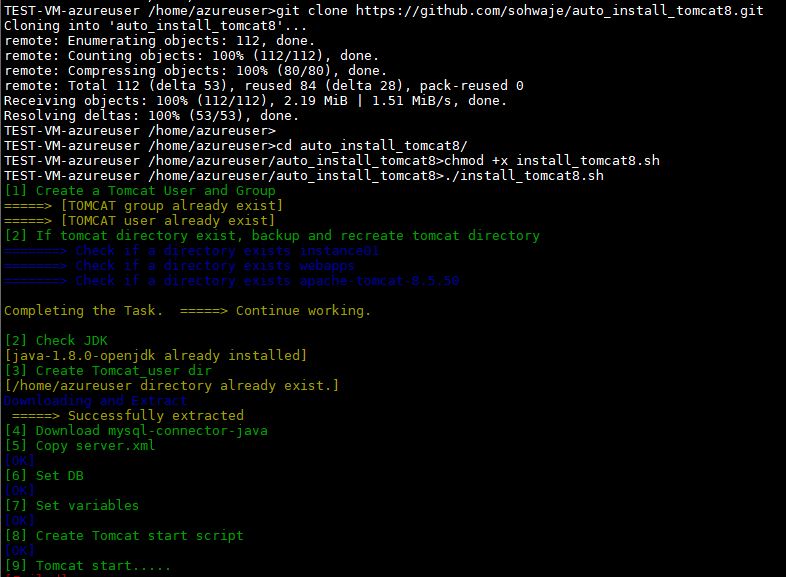 TEST-VM-azureuser /home/azureuser>git clone https://github.com/sohwaje/auto_install_tomcat8.git
Cloning into 'auto_install_tomcat8'...
remote: Enumerating objects: 112, done.
remote: Counting objects: 100% (112/112), done.
remote: Compressing objects: 100% (80/80), done.
remote: Total 112 (delta 53), reused 84 (delta 28), pack-reused 0
Receiving objects: 100% (112/112), 2.19 MiB | 1.51 MiB/s, done.
Resolving deltas: 100% (53/53), done.
TEST-VM-azureuser /home/azureuser>
TEST-VM-azureuser /home/azureuser>cd auto_install_tomcat8/
TEST-VM-azureuser /home/azureuser/auto_install_tomcat8>chmod +x install_tomcat8.sh
TEST-VM-azureuser /home/azureuser/auto_install_tomcat8>./install_tomcat8.sh
[1] Create a Tomcat User and Group
=====> [TOMCAT group already exist]
=====> [TOMCAT user already exist]
[2] If tomcat directory exist, backup and recreate tomcat directory
=======> Check if a directory exists instance01
=======> Check if a directory exists webapps
=======> Check if a directory exists apache-tomcat-8.5.50
Completing the Task.  =====> Continue working.
[2] Check JDK
[java-1.8.0-openjdk already installed]
[3] Create Tomcat_user dir
[/home/azureuser directory already exist.]
Downloading and Extract
 =====> Successfully extracted
[4] Download mysql-connector-java
[5] Copy server.xml
[OK]
[6] Set DB
[OK]
[7] Set variables
[OK]
[8] Create Tomcat start script
[OK]
[9] Tomcat start.....